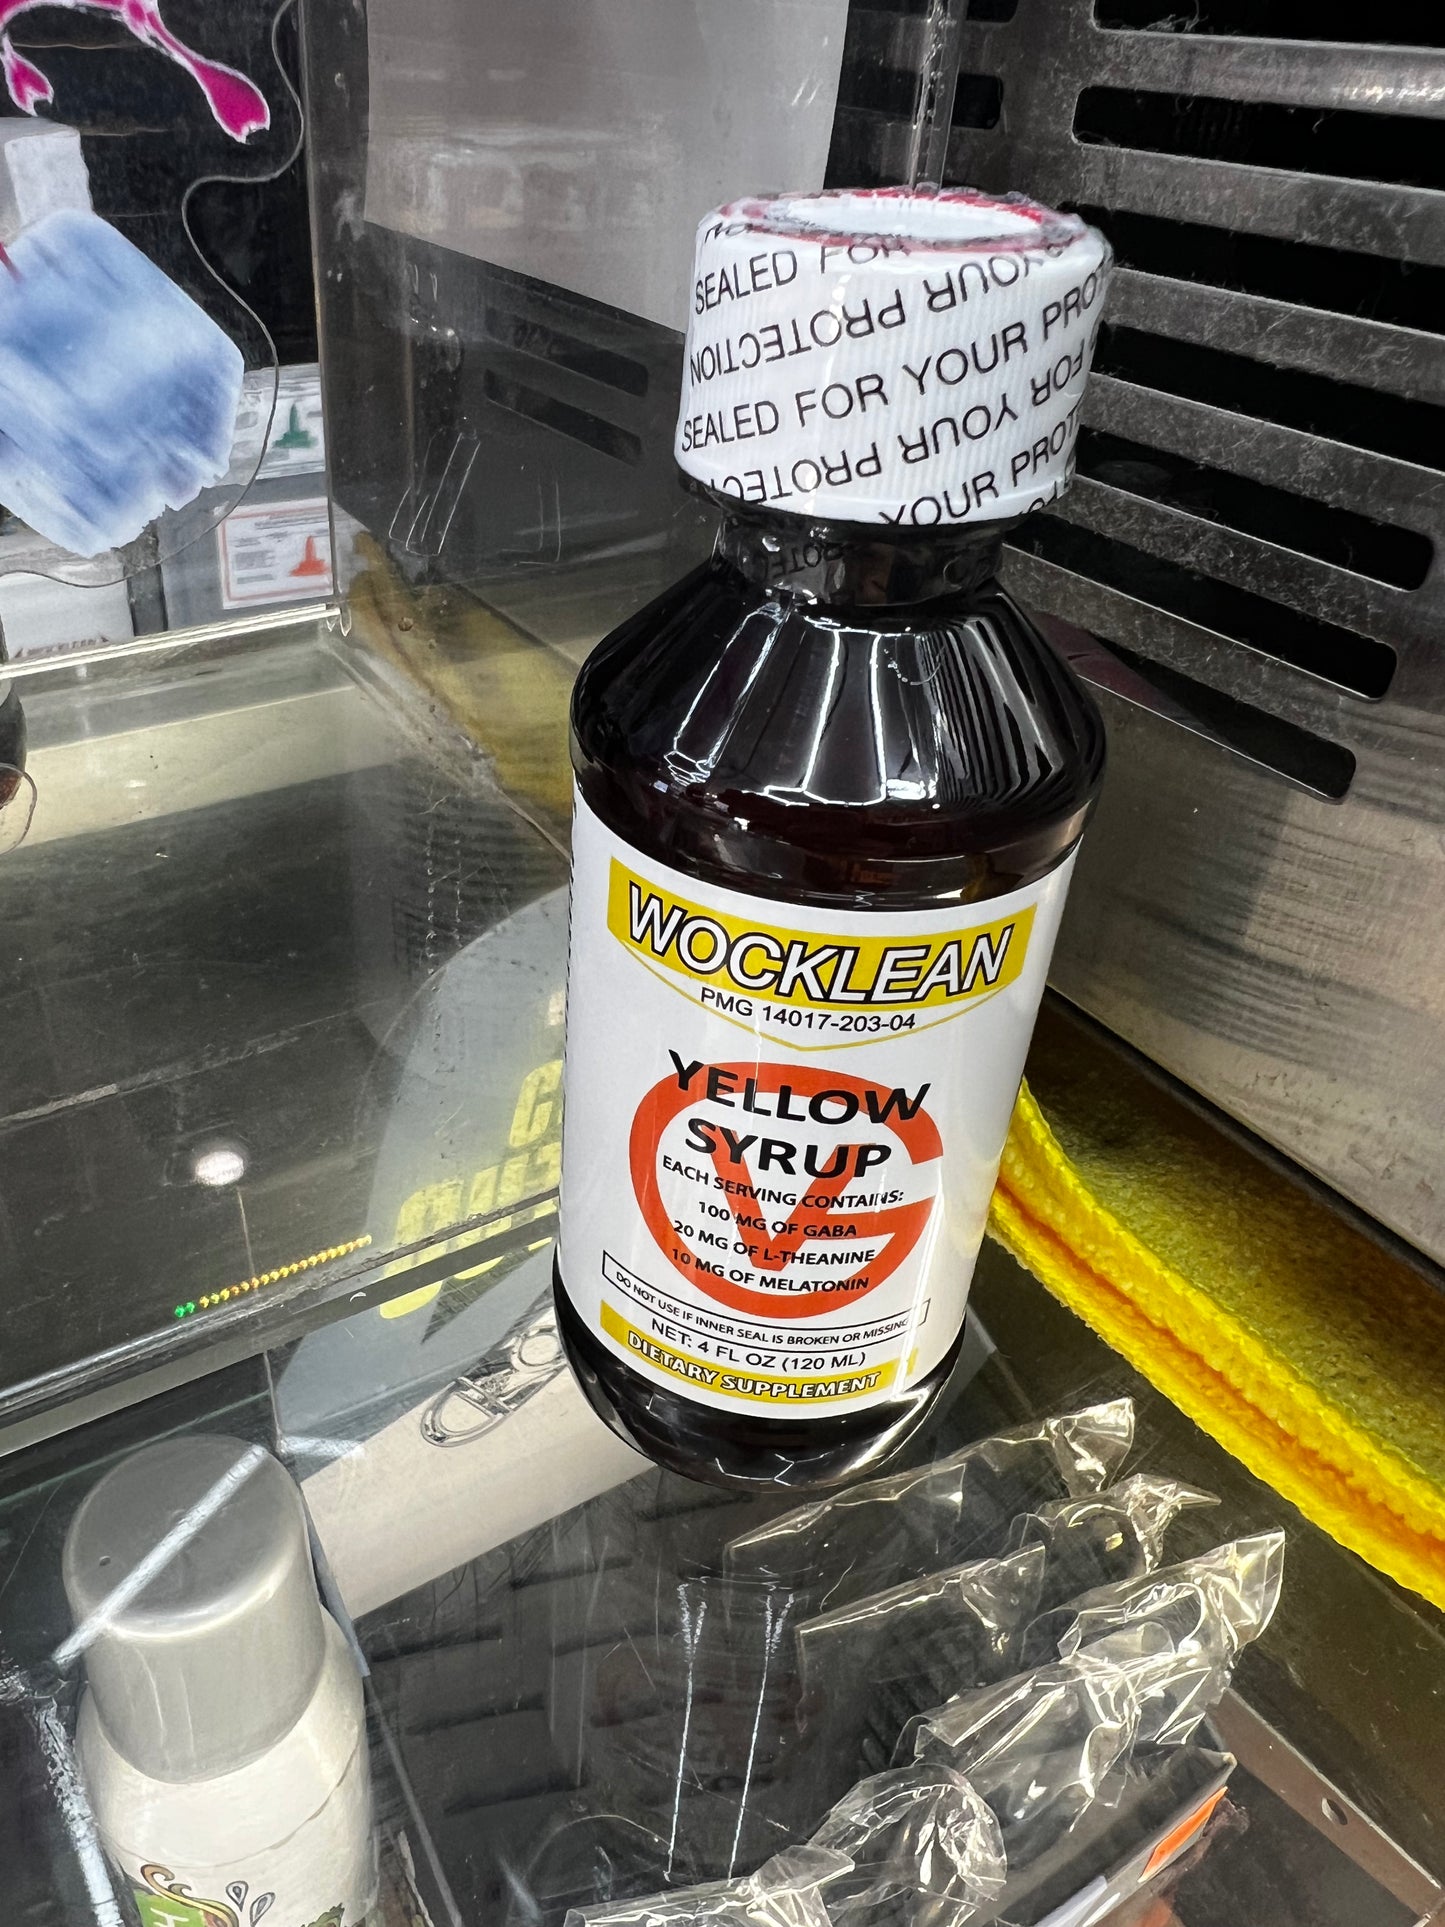 SEALED FOR
YOUR PROTECTION
SEALED FOR YOUR
FOR YOUR
YOUR
WOCKLEAN
PMG 14017-203-04
YELLOW
SYRUP
EACH SERVING CONTAINS:
100 MG OF GABA
20 MG OF L-THEANINE
10 MG OF MELATONIN
DO NOT USE IF INNER SEAL IS BROKEN OR MISSING
NET: 4 FL OZ (120 ML)
DIETARY SUPPLEMENT